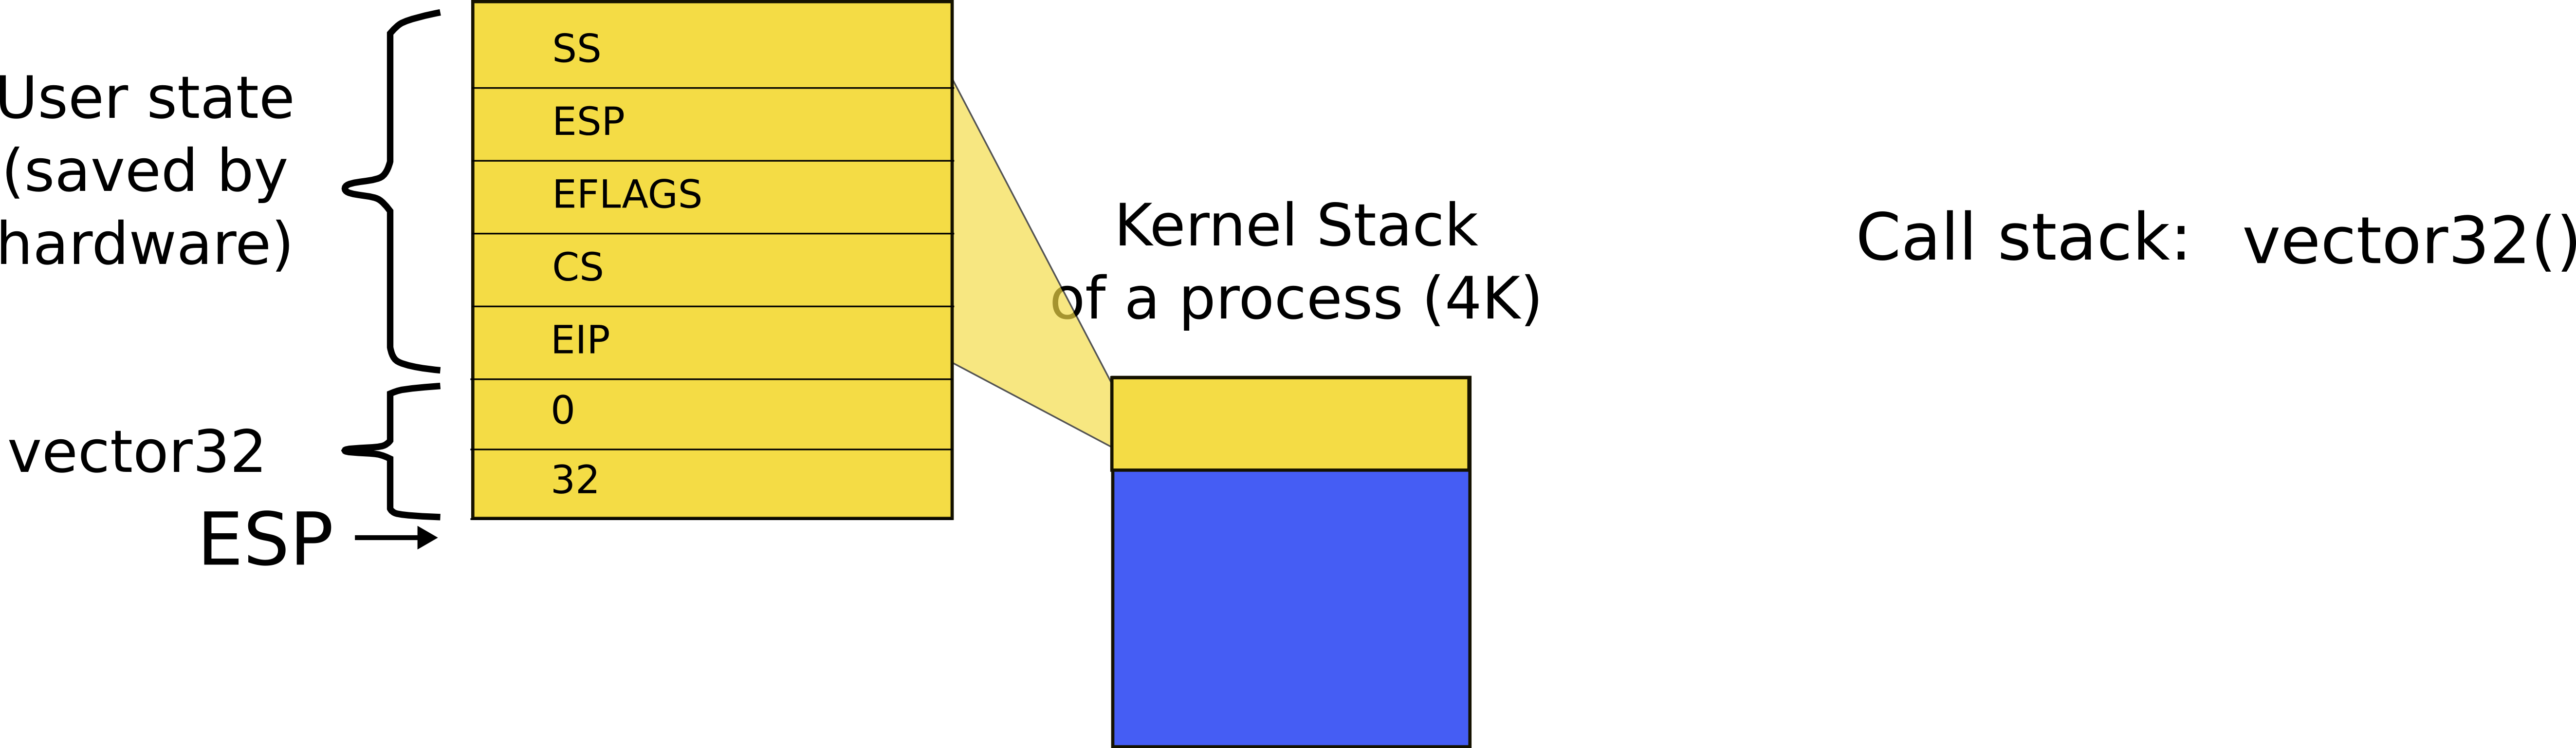 User state
(saved by
hardware)
vector32
ESP
SS
ESP
EFLAGS
CS
EIP
0
32
Kernel Stack
of a process (4K)
Call stack: vector32()